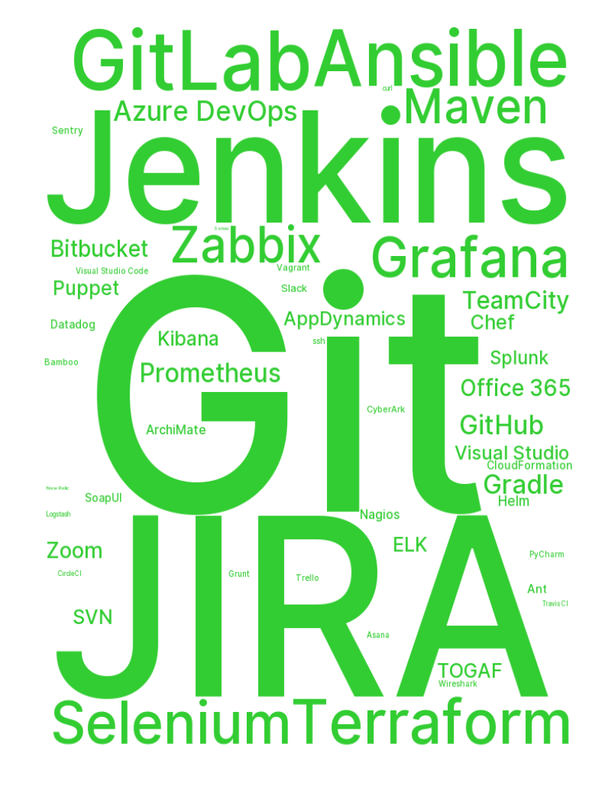 GitLab Ansible
curl
Azure DevOps Maven
Sentry
Jenkins
Zabbix
Bitbucket Grafana
Vagrant
Visual Studio Code
Puppet Slack
TeamCity
AppDynamics Chef
Datadog
Kibana ssh
Splunk
Bamboo
Prometheus
Office 365
Git
CyberArk
GitHub
ArchiMate
Visual Studio
CloudFormation
Gradle
SoapUI
Helm
Logstash Nagios
JIRA
ELK
Zoom
PyCharm
CircleCI Grunt Trello
Ant
Travis CI
SVN
Asana
TOGAF
Wireshark
Selenium Terraform